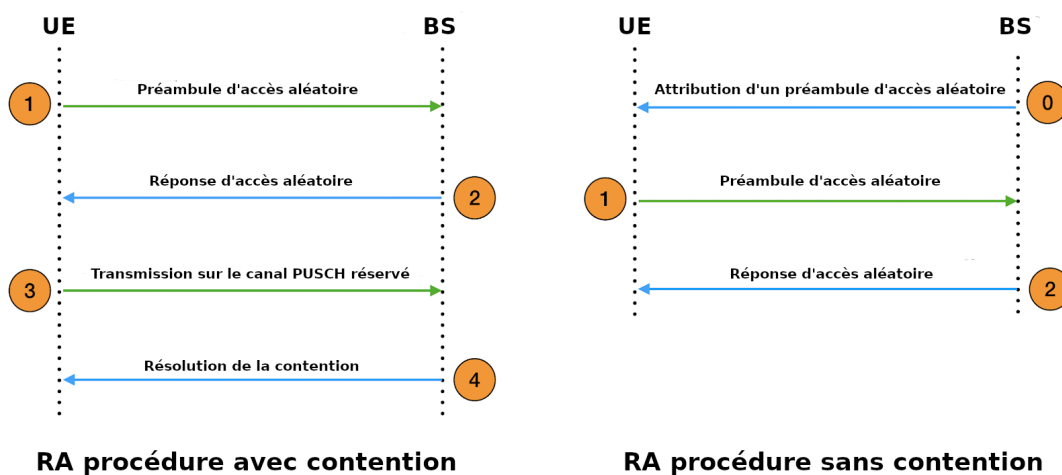 UE
BS
Préambule d'accès aléatoire
1
Réponse d'accès aléatoire
2
Transmission sur le canal PUSCH réservé
3
Résolution de la contention
4
RA procédure avec contention
UE
BS
Attribution d'un préambule d'accès aléatoire
0
Préambule d'accès aléatoire
1
Réponse d'accès aléatoire
2
RA procédure sans contention